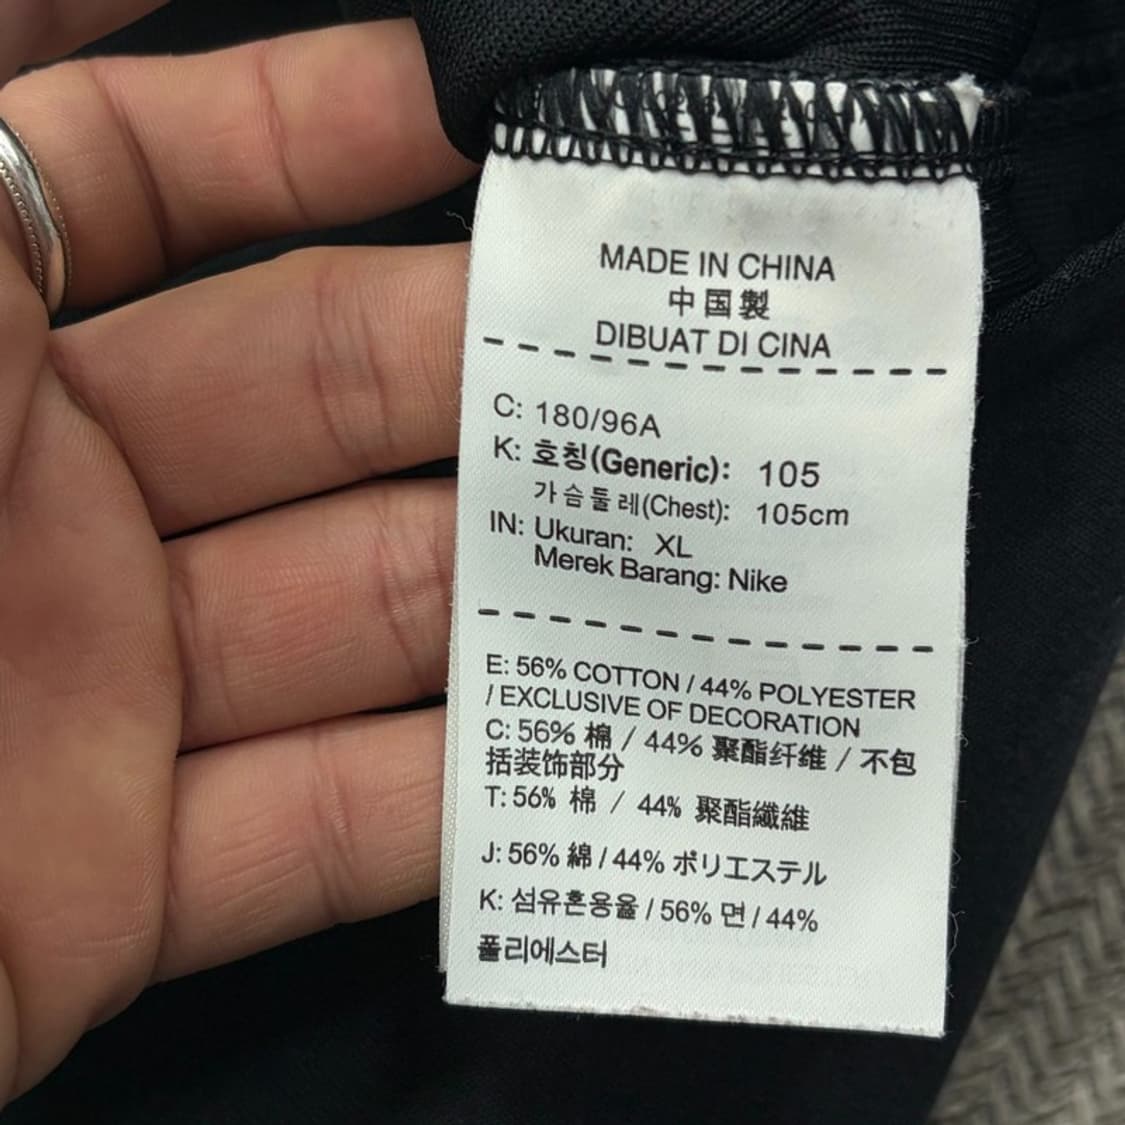 MADE IN CHINA
中国製
DIBUAT DI CINA
C: 180/96A
K: 호칭(Generic): 105
가슴둘레(Chest): 105cm
IN: Ukuran: XL
Merek Barang: Nike
E: 56% COTTON / 44% POLYESTER
/ EXCLUSIVE OF DECORATION
C: 56% 棉 / 44% 聚酯纤维 / 不包
括装饰部分
T: 56% 棉 / 44% 聚酯纖維
J: 56% 綿 / 44% ポリエステル
K: 섬유혼용율 / 56% 면 / 44%
폴리에스터